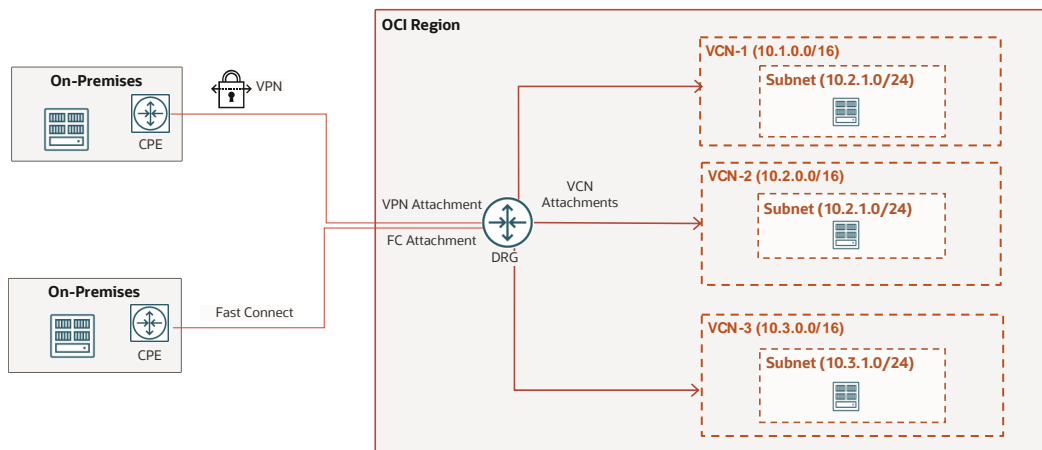 OCI Region
On-Premises
CPE
VPN
On-Premises
CPE
Fast Connect
VPN Attachment
FC Attachment
DRG
VCN
Attachments
VCN-1 (10.1.0.0/16)
Subnet (10.2.1.0/24)
VCN-2 (10.2.0.0/16)
Subnet (10.2.1.0/24)
VCN-3 (10.3.0.0/16)
Subnet (10.3.1.0/24)